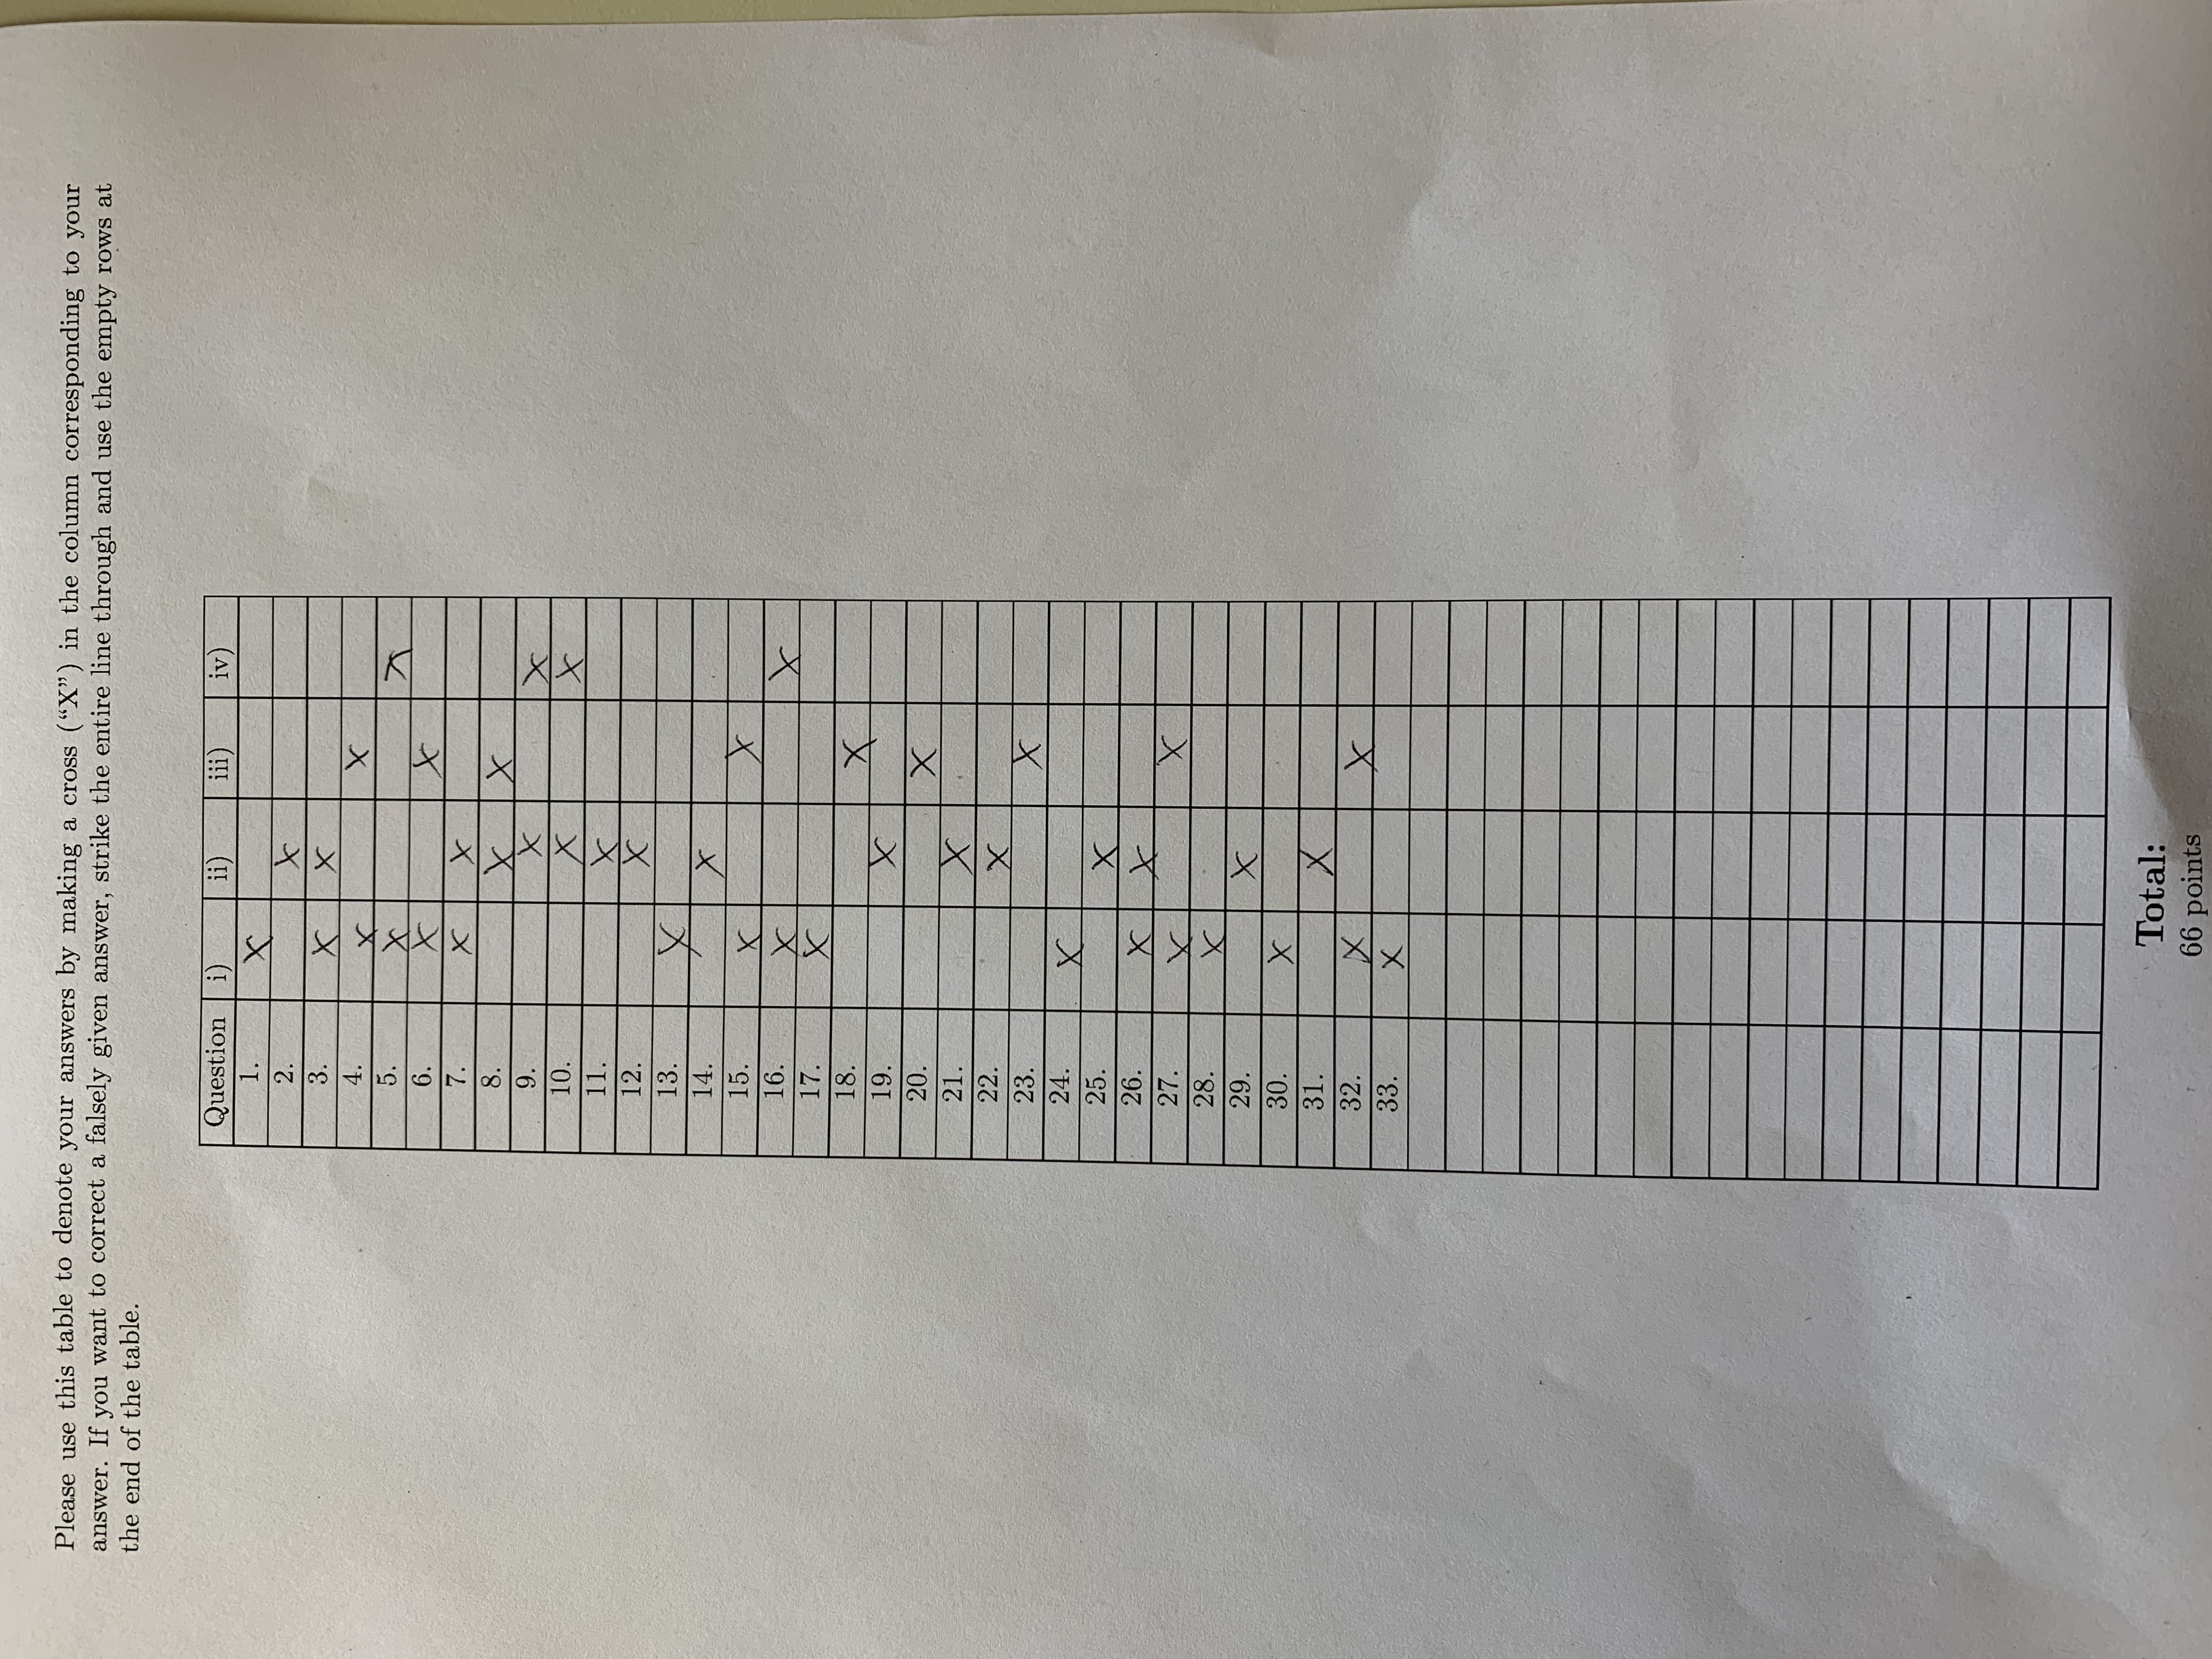 Please use this table to denote your answers by making a cross (“X”) in the column corresponding to your
answer. If you want to correct a falsely given answer, strike the entire line through and use the empty rows at
the end of the table.
Question i) ii) iii) iv)
1. X
2. X
3. X X
4. X X
5. X X
6. X X
7. X X
8. X X
9. X X
10. X X
11. X
12. X
13. X
14. X
15. X X
16. X X
17. X
18. X
19. X
20. X
21. X
22. X
23. X
24. X
25. X
26. X X
27. X X
28. X
29. X
30. X
31. X
32. X X
33. X
Total:
66 points